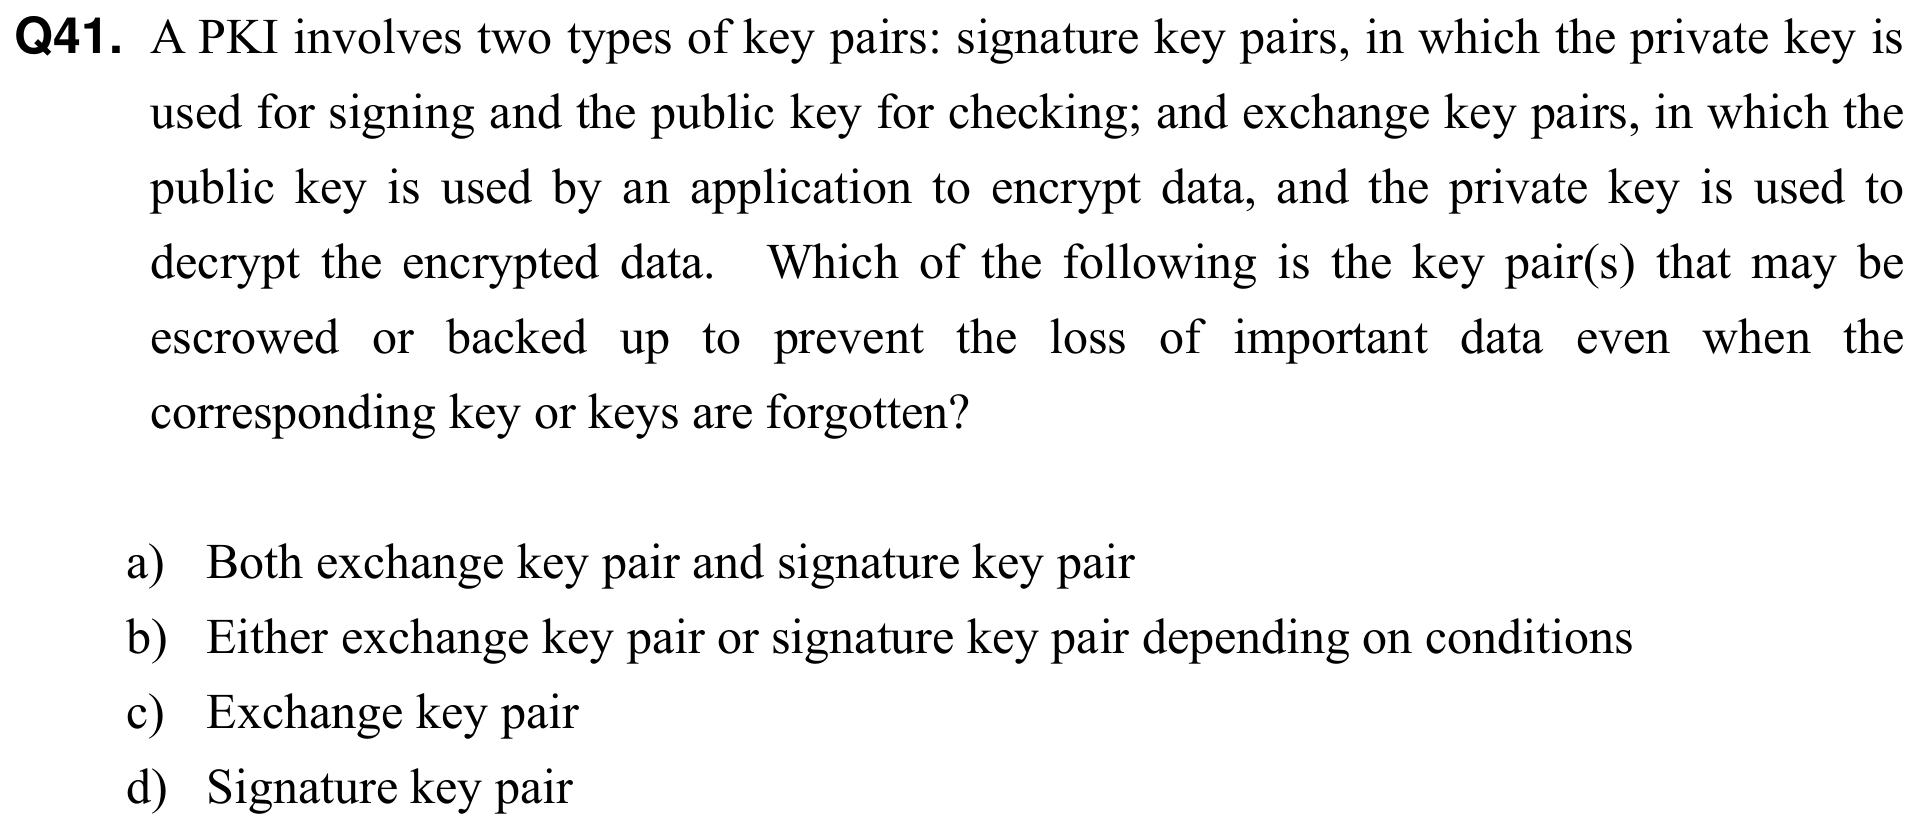 Q41. A PKI involves two types of key pairs: signature key pairs, in which the private key is
used for signing and the public key for checking; and exchange key pairs, in which the
public key is used by an application to encrypt data, and the private key is used to
decrypt the encrypted data. Which of the following is the key pair(s) that may be
escrowed or backed up to prevent the loss of important data even when the
corresponding key or keys are forgotten?
a) Both exchange key pair and signature key pair
b) Either exchange key pair or signature key pair depending on conditions
c) Exchange key pair
d) Signature key pair